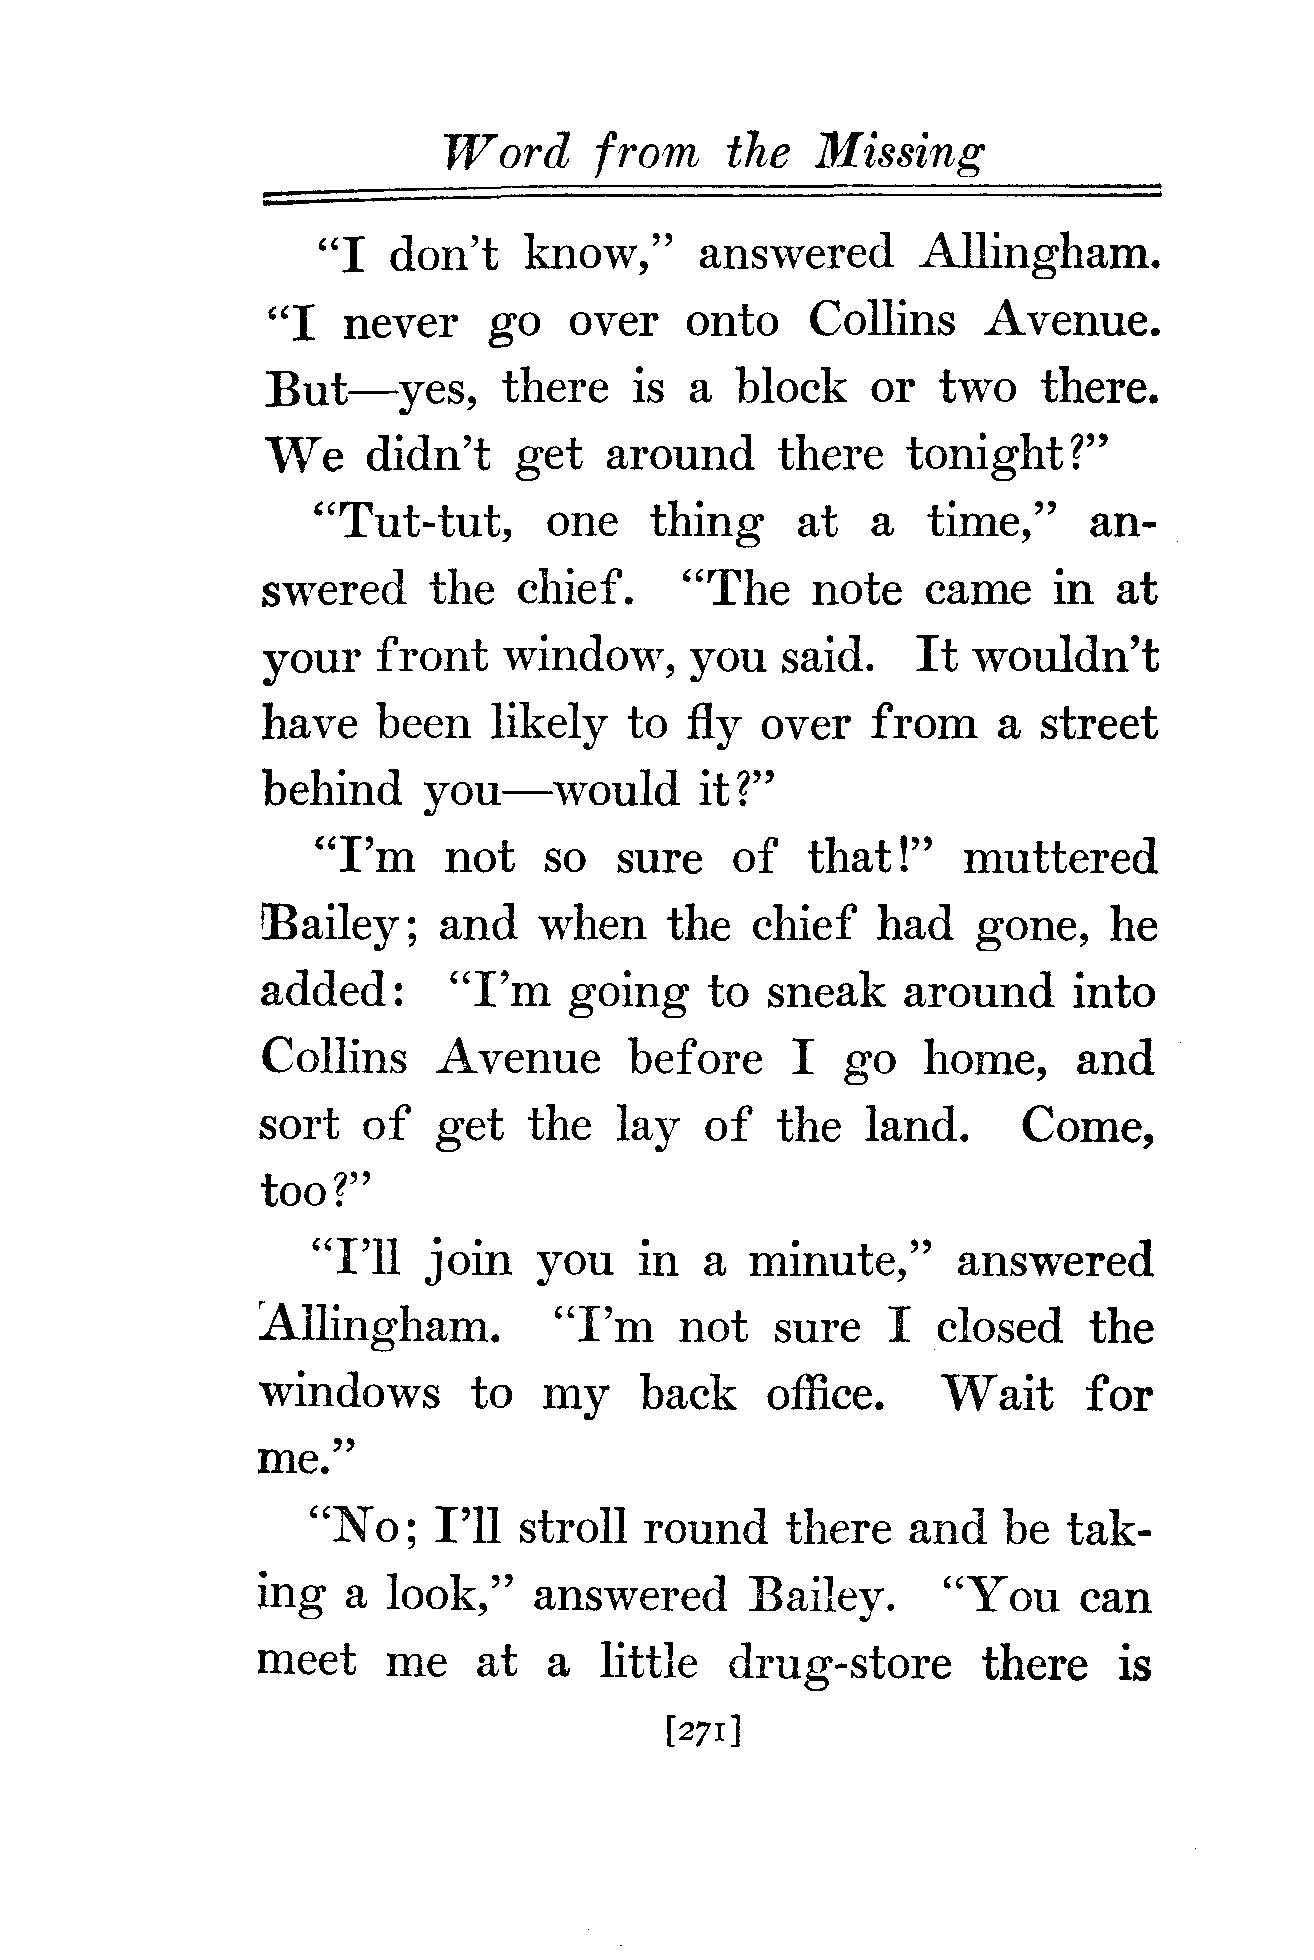 Word from the Missing
“I don’t know,” answered Allingham.
“I never go over onto Collins Avenue.
But—yes, there is a block or two there.
We didn’t get around there tonight?”
“Tut-tut, one thing at a time,” an-
swered the chief. “The note came in at
your front window, you said. It wouldn’t
have been likely to fly over from a street
behind you—would it?”
“I’m not so sure of that!” muttered
Bailey; and when the chief had gone, he
added: “I’m going to sneak around into
Collins Avenue before I go home, and
sort of get the lay of the land. Come,
too?”
“I’ll join you in a minute,” answered
Allingham. “I’m not sure I closed the
windows to my back office. Wait for
me.”
“No; I’ll stroll round there and be tak-
ing a look,” answered Bailey. “You can
meet me at a little drug-store there is
[271]